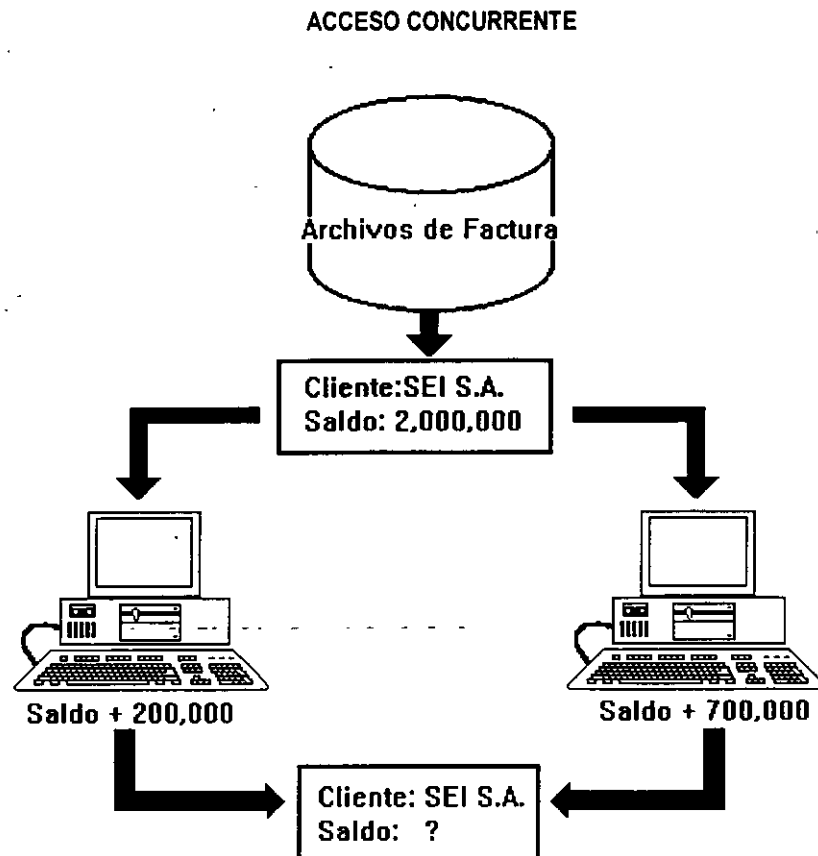 ACCESO CONCURRENTE
Archivos de Factura
Cliente:SEI S.A.
Saldo: 2,000,000
Saldo + 200,000
Saldo + 700,000
Cliente: SEI S.A.
Saldo: ?